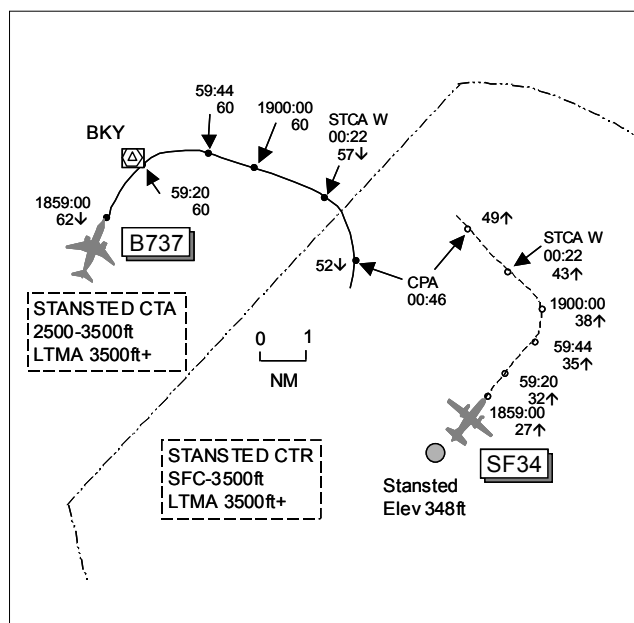 59:44
60
1900:00
60
STCA W
00:22
57↓
BKY
59:20
60
1859:00
62↓
B737
49↑
STCA W
00:22
43↑
52↓
CPA
00:46
1900:00
38↑
59:44
35↑
59:20
32↑
1859:00
27↑
STANSTED CTA
2500-3500ft
LTMA 3500ft+
0 1
NM
STANSTED CTR
SFC-3500ft
LTMA 3500ft+
Stansted
Elev 348ft
SF34